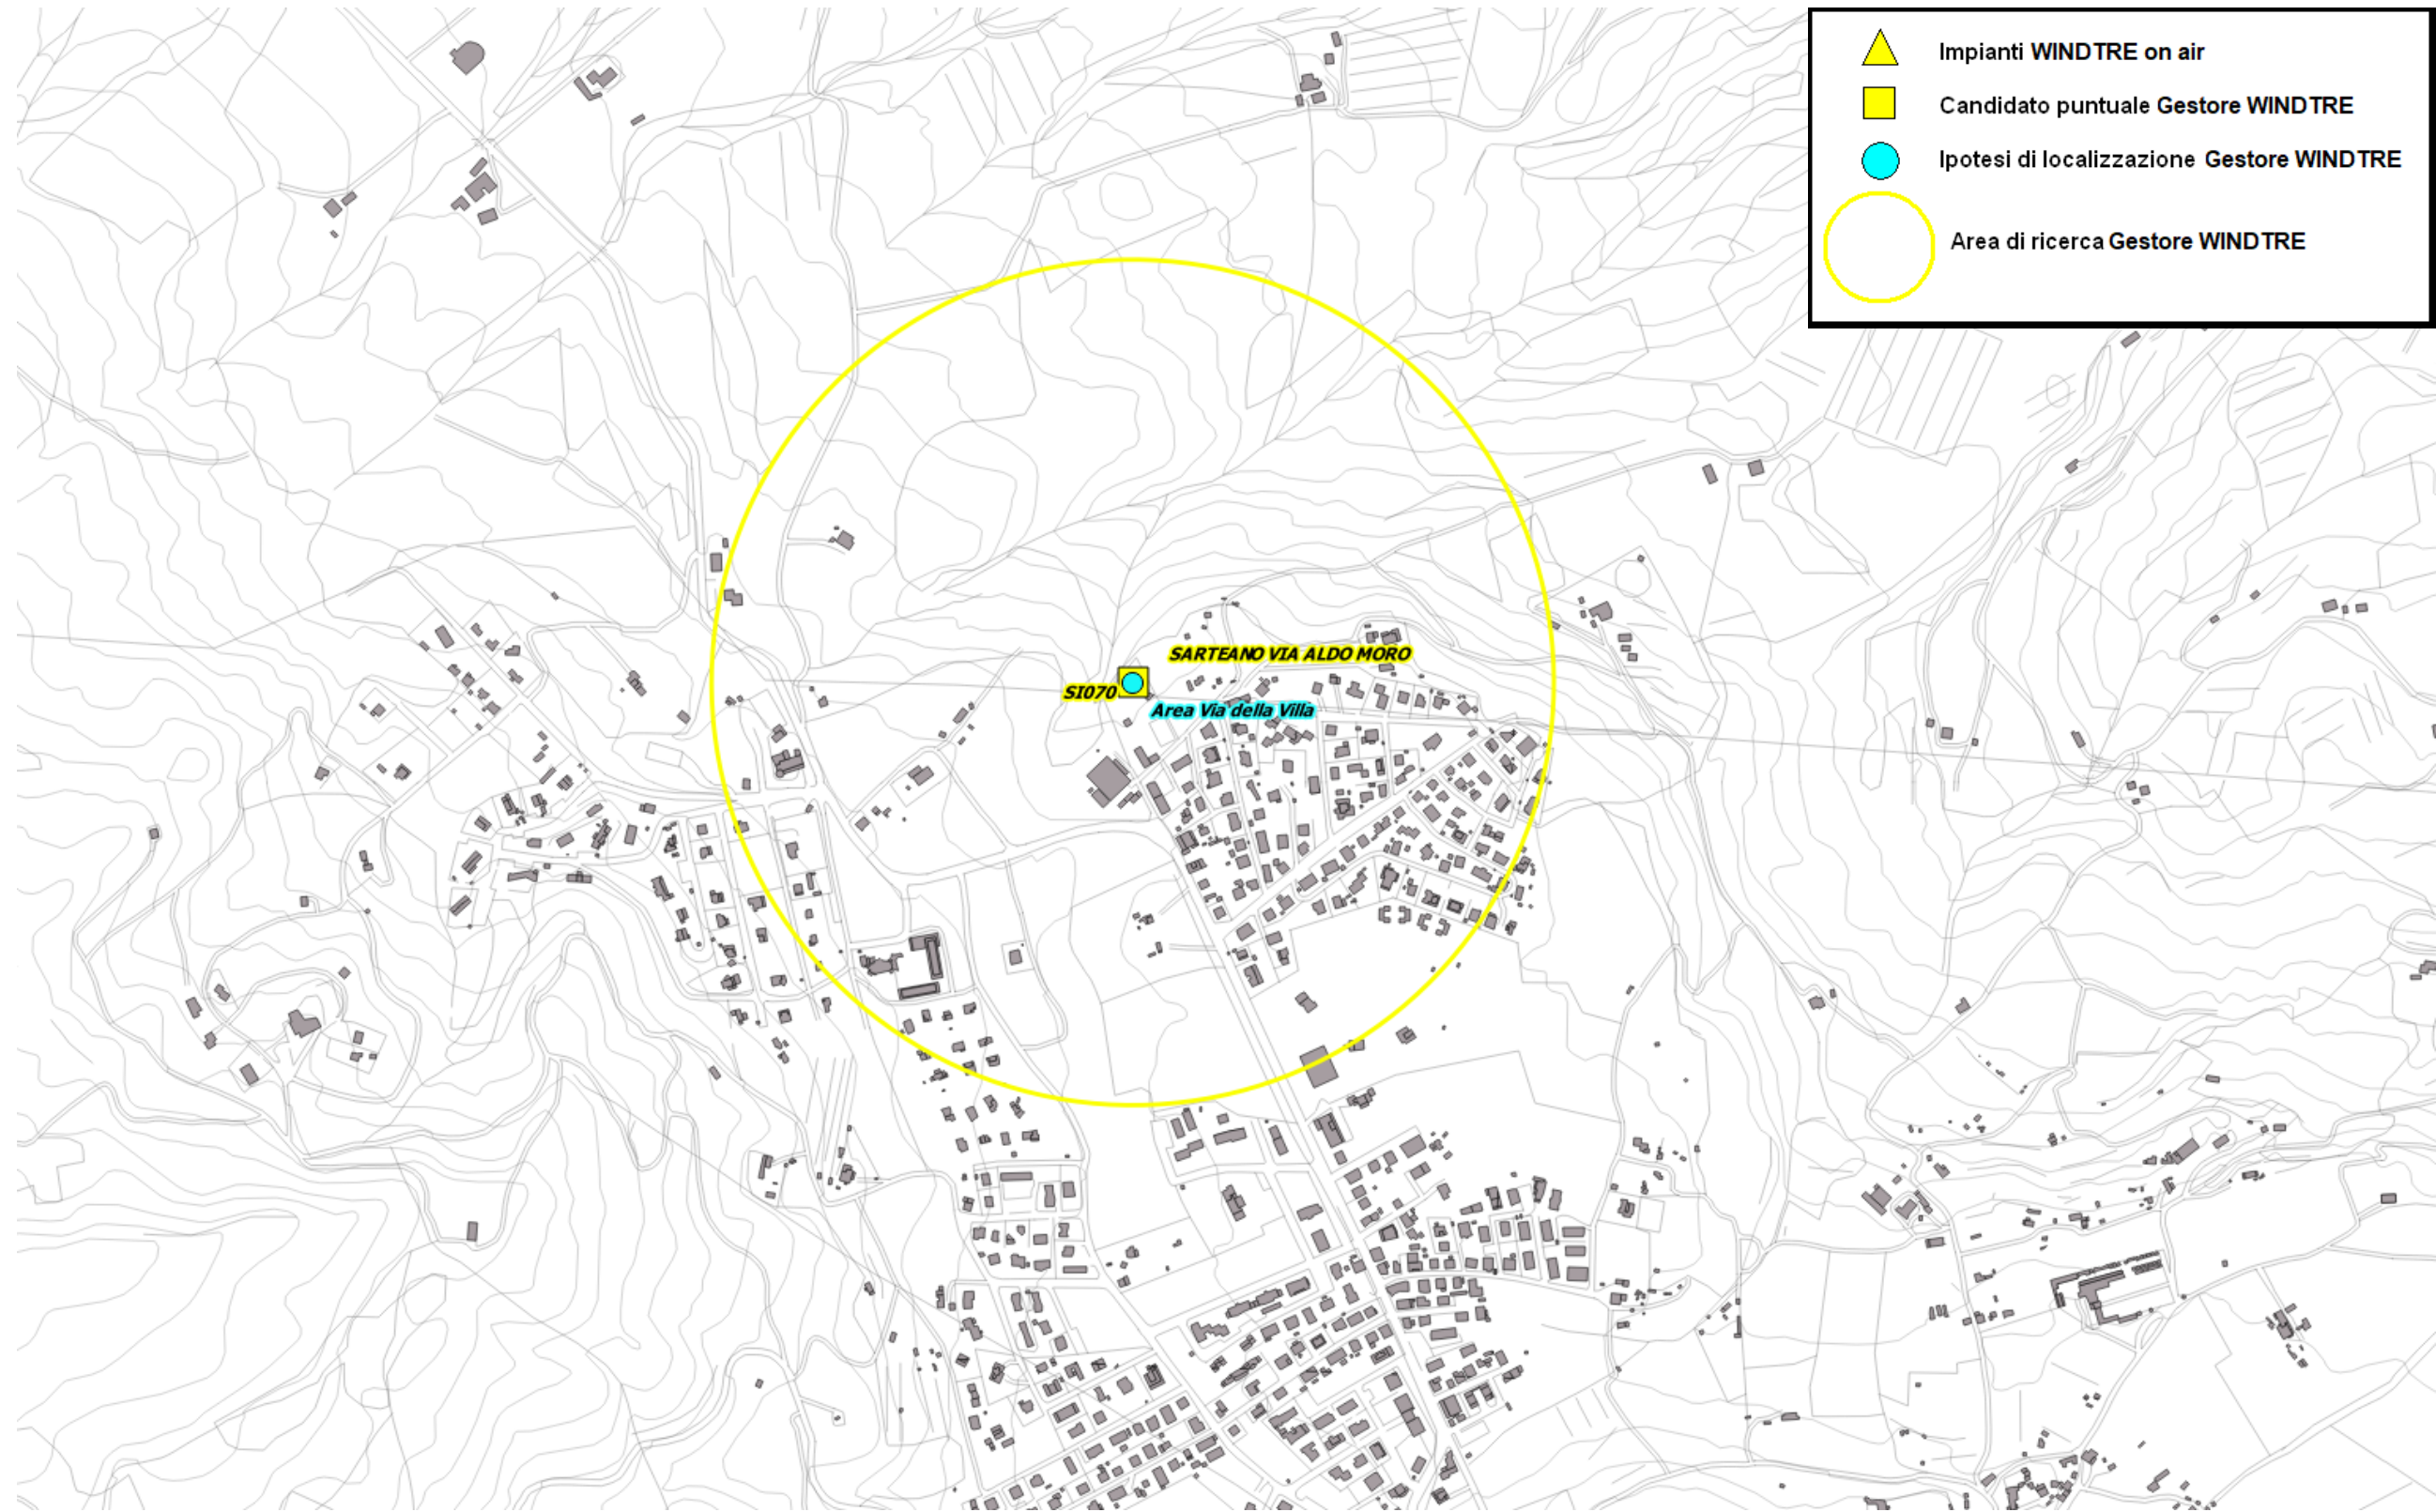 Impianti WINDTRE on air
Candidato puntuale Gestore WINDTRE
Ipotesi di localizzazione Gestore WINDTRE
Area di ricerca Gestore WINDTRE
SARTEANO VIA ALDO MORO
SI070
Area Via della Villa